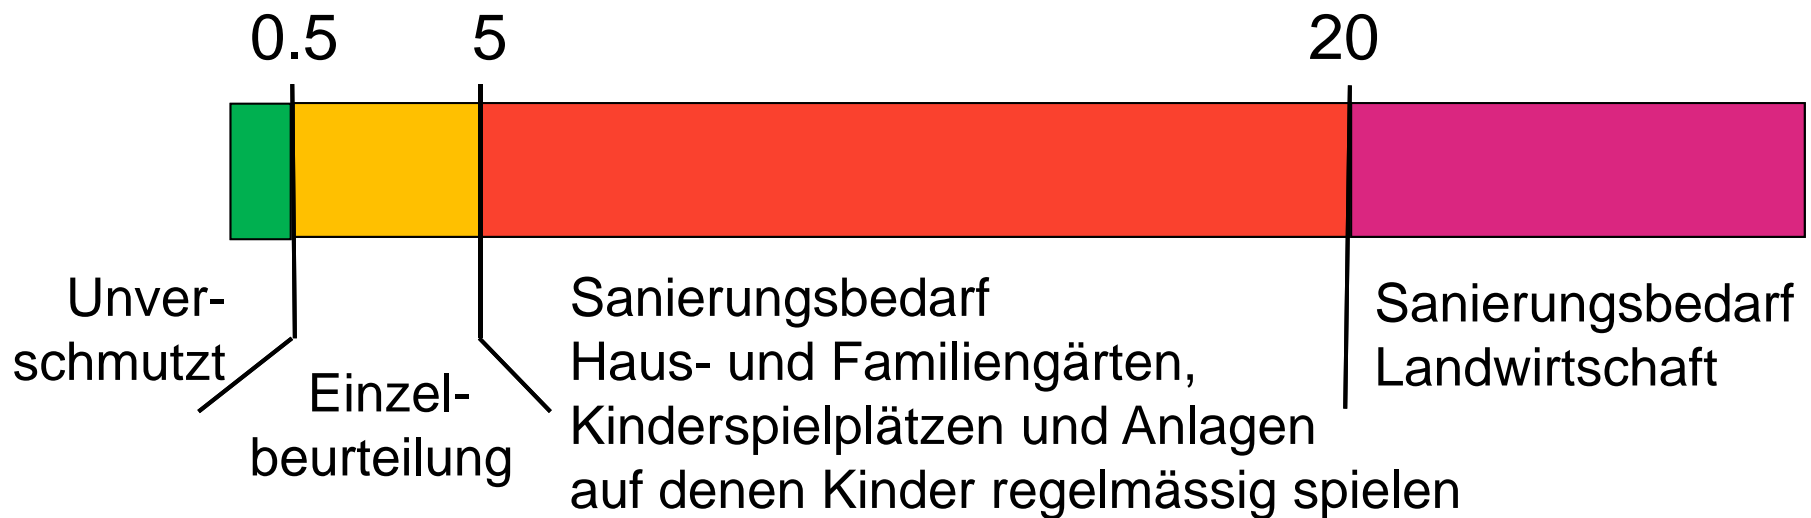 0.5
5
20
Unver-
schmutzt
Einzel-
beurteilung
Sanierungsbedarf
Haus- und Familiengärten,
Kinderspielplätzen und Anlagen
auf denen Kinder regelmässig spielen
Sanierungsbedarf
Landwirtschaft